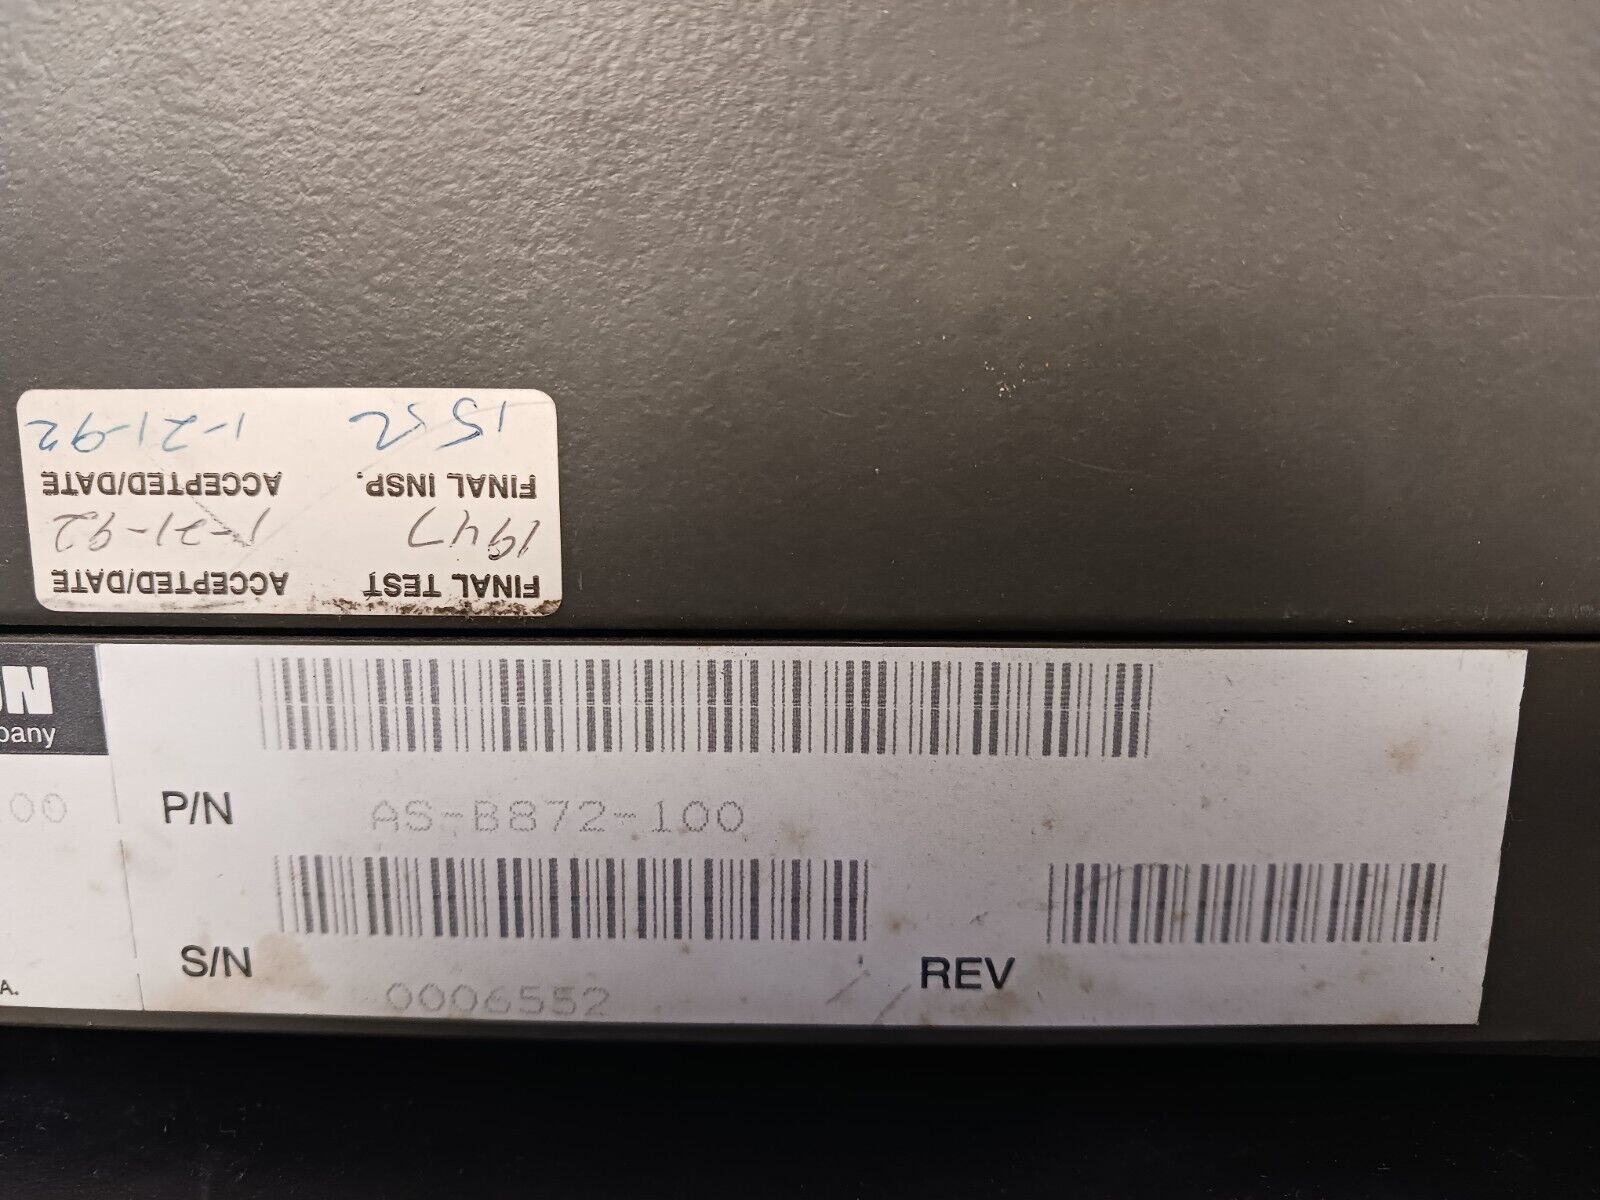 FINAL TEST ACCEPTED/DATE
1947 1-21-92
FINAL INSP. ACCEPTED/DATE
1552 1-21-92
P/N AS-B872-100
S/N 0006552
REV